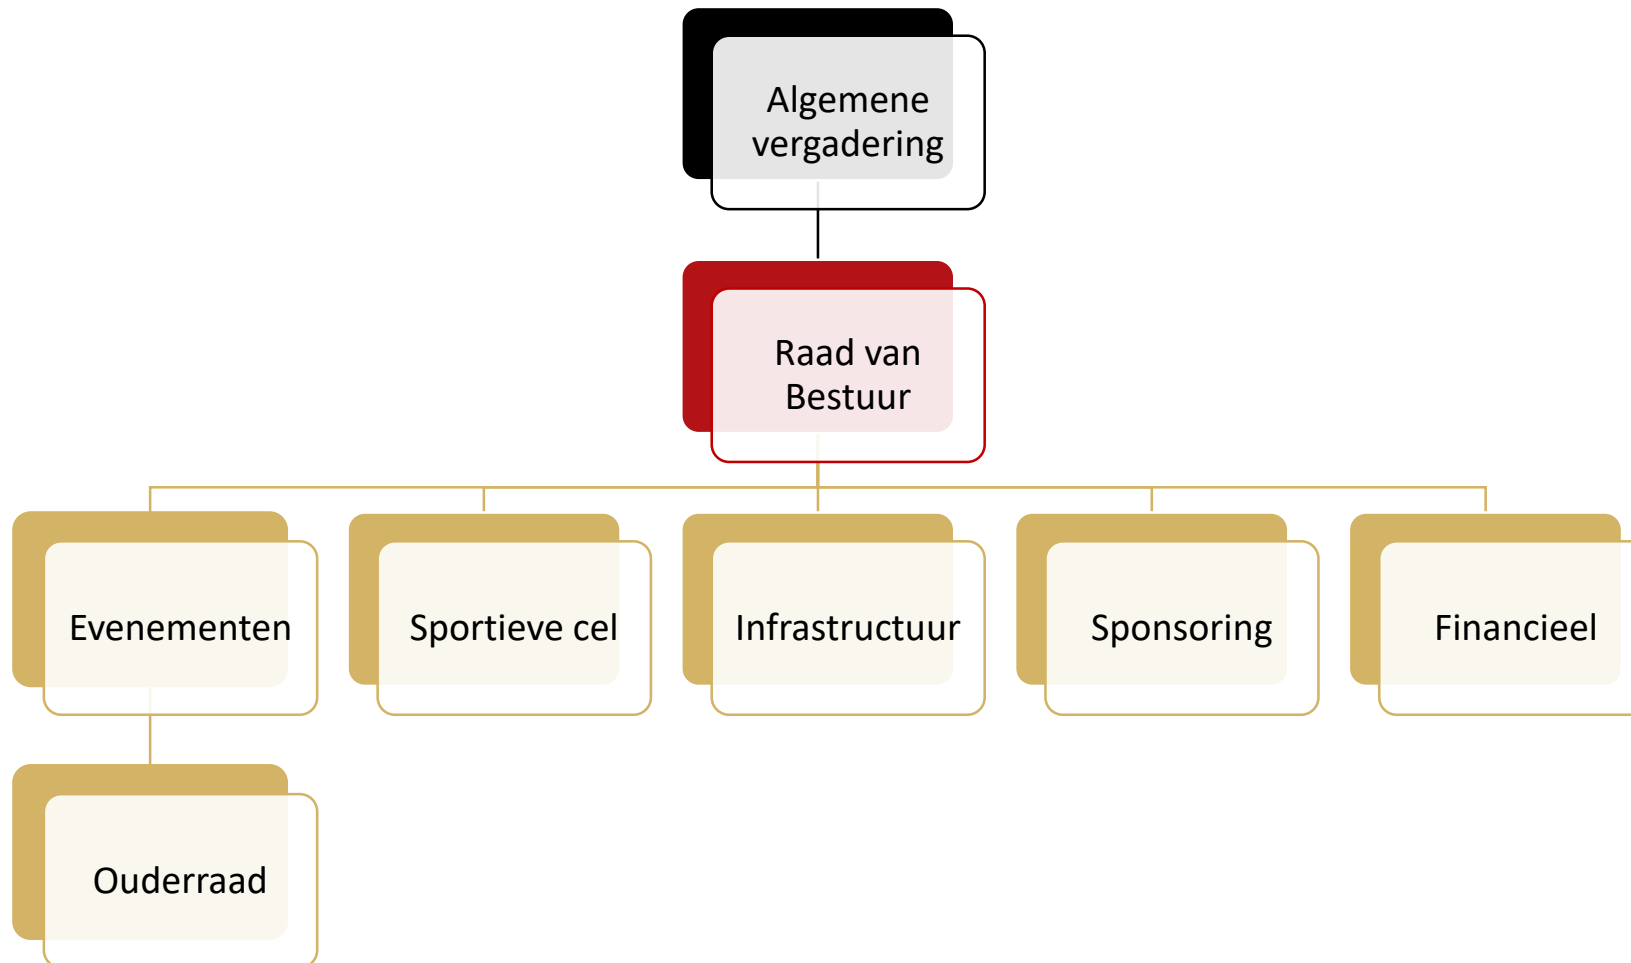 Algemene
vergadering
Raad van
Bestuur
Evenementen
Sportieve cel
Infrastructuur
Sponsoring
Financieel
Ouderraad